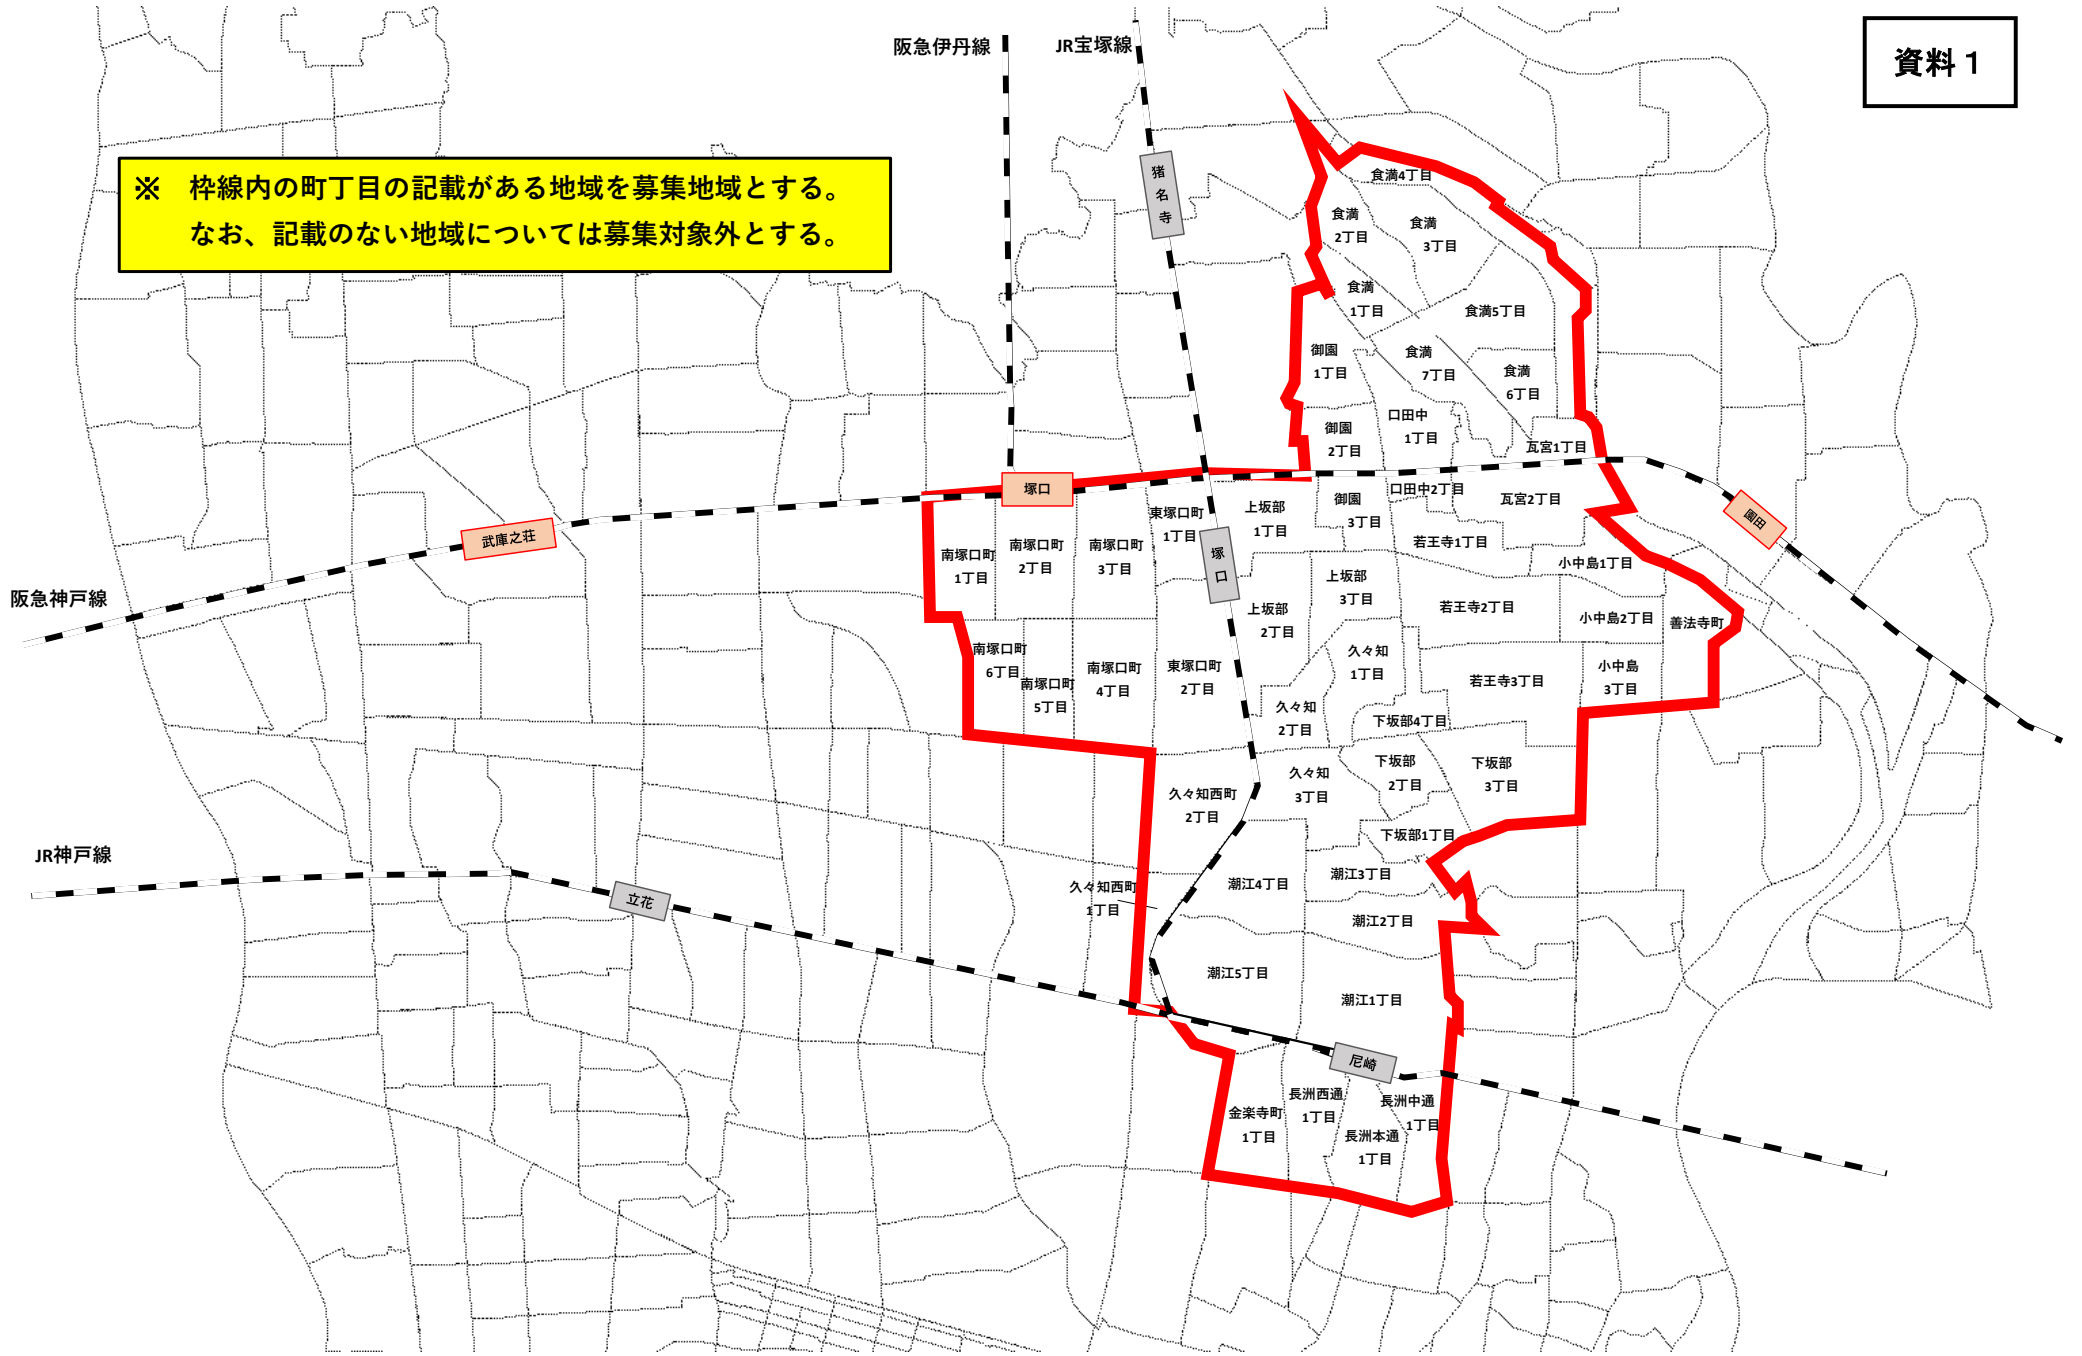 資料１
阪急伊丹線
JR宝塚線
※　枠線内の町丁目の記載がある地域を募集地域とする。
なお、記載のない地域については募集対象外とする。
猪名寺
食満4丁目
食満
2丁目
食満
3丁目
食満
1丁目
食満5丁目
御園
1丁目
食満
7丁目
食満
6丁目
口田中
1丁目
御園
2丁目
瓦宮1丁目
塚口
口田中2丁目
御園
3丁目
瓦宮2丁目
園田
武庫之荘
東塚口町
1丁目
上坂部
1丁目
南塚口町
1丁目
南塚口町
2丁目
南塚口町
3丁目
塚口
若王寺1丁目
小中島1丁目
阪急神戸線
上坂部
3丁目
上坂部
2丁目
若王寺2丁目
小中島2丁目
善法寺町
南塚口町
6丁目
南塚口町
5丁目
南塚口町
4丁目
東塚口町
2丁目
久々知
1丁目
若王寺3丁目
小中島
3丁目
久々知
2丁目
下坂部4丁目
久々知
3丁目
下坂部
2丁目
下坂部
3丁目
久々知西町
2丁目
下坂部1丁目
JR神戸線
立花
久々知西町
1丁目
潮江4丁目
潮江3丁目
潮江2丁目
潮江5丁目
潮江1丁目
尼崎
金楽寺町
1丁目
長洲西通
1丁目
長洲中通
1丁目
長洲本通
1丁目